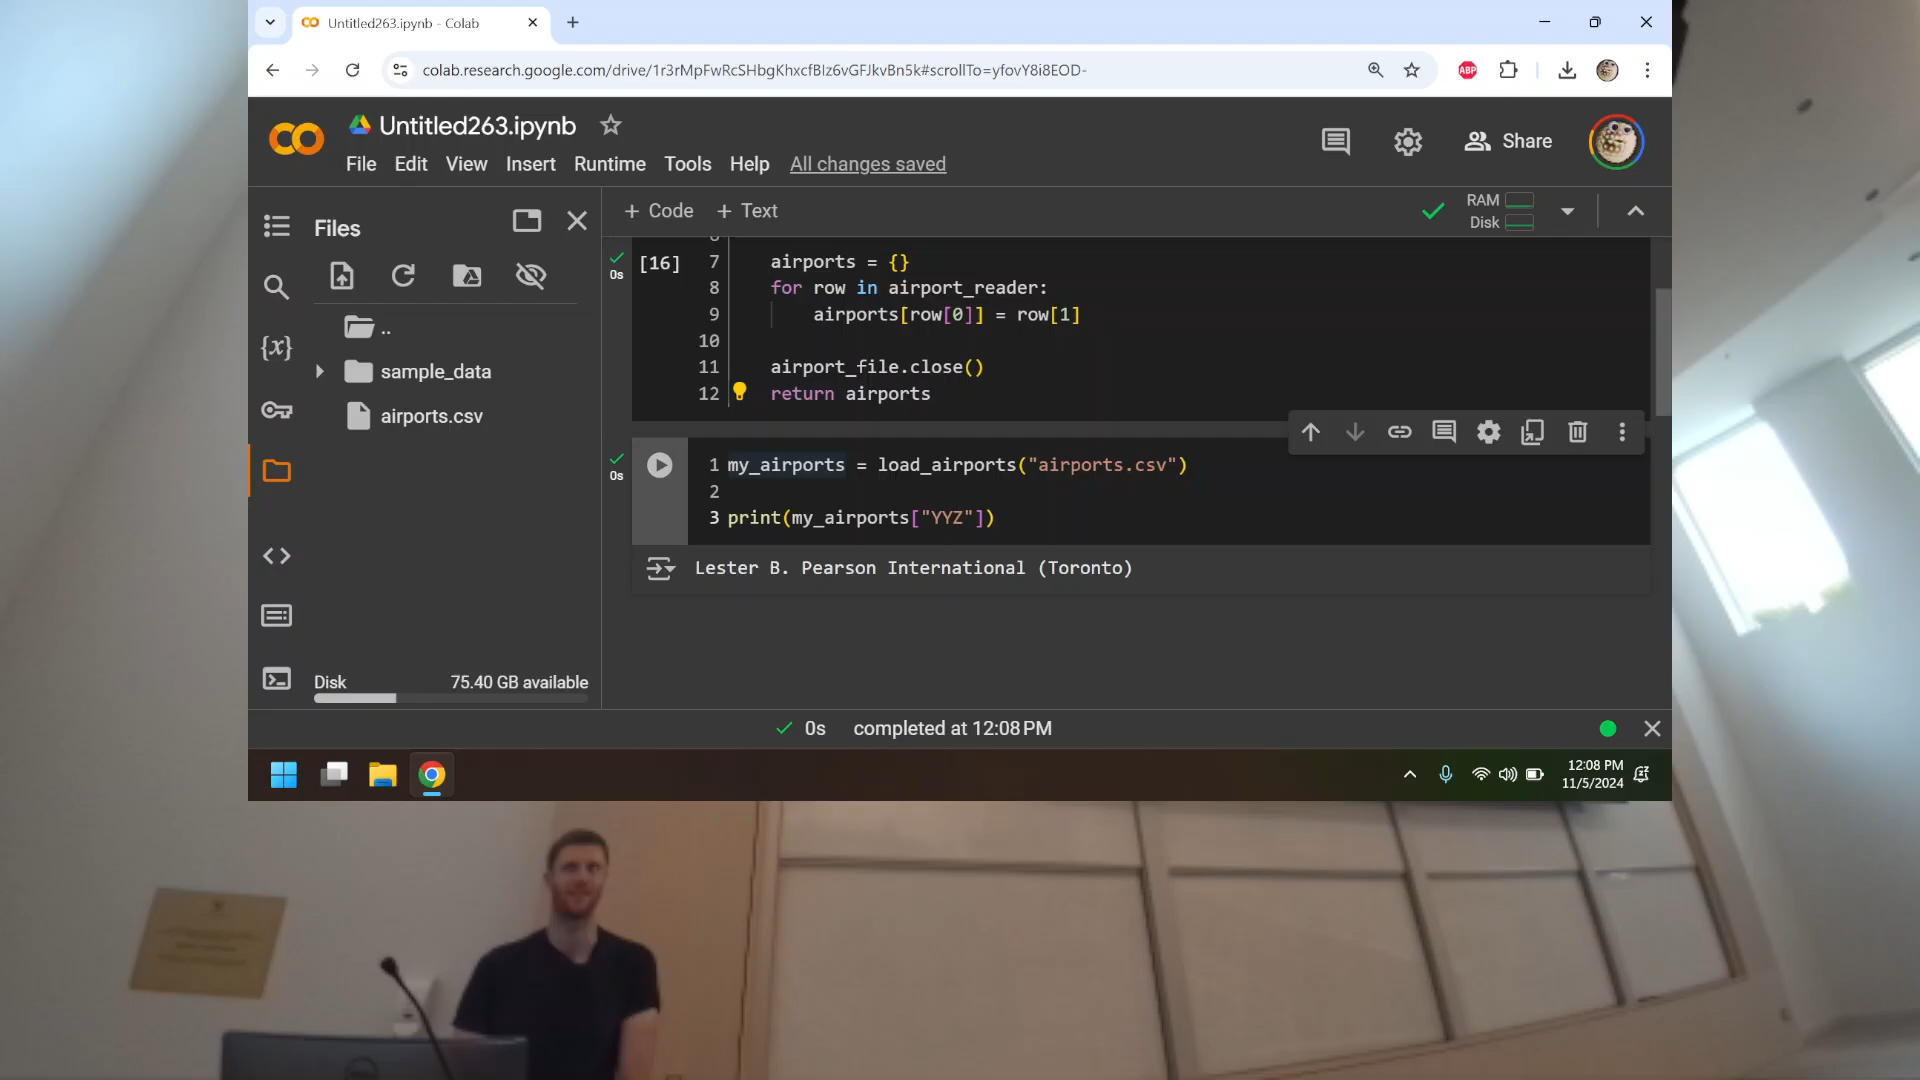 Untitled263.ipynb - Colab
colab.research.google.com/drive/1r3rMpFwRcSHbgKhxcfBIz6vGFJkvBn5k#scrollTo=yfovY8i8EOD-
ABP
Untitled263.ipynb
File Edit View Insert Runtime Tools Help All changes saved
Share
Files
+ Code + Text
RAM
Disk
..
sample_data
airports.csv
{x}
Disk 75.40 GB available
0s
[16]
7 airports = {}
8 for row in airport_reader:
9 airports[row[0]] = row[1]
10
11 airport_file.close()
12 return airports
0s
1 my_airports = load_airports("airports.csv")
2
3 print(my_airports["YYZ"])
Lester B. Pearson International (Toronto)
0s completed at 12:08 PM
12:08 PM
11/5/2024